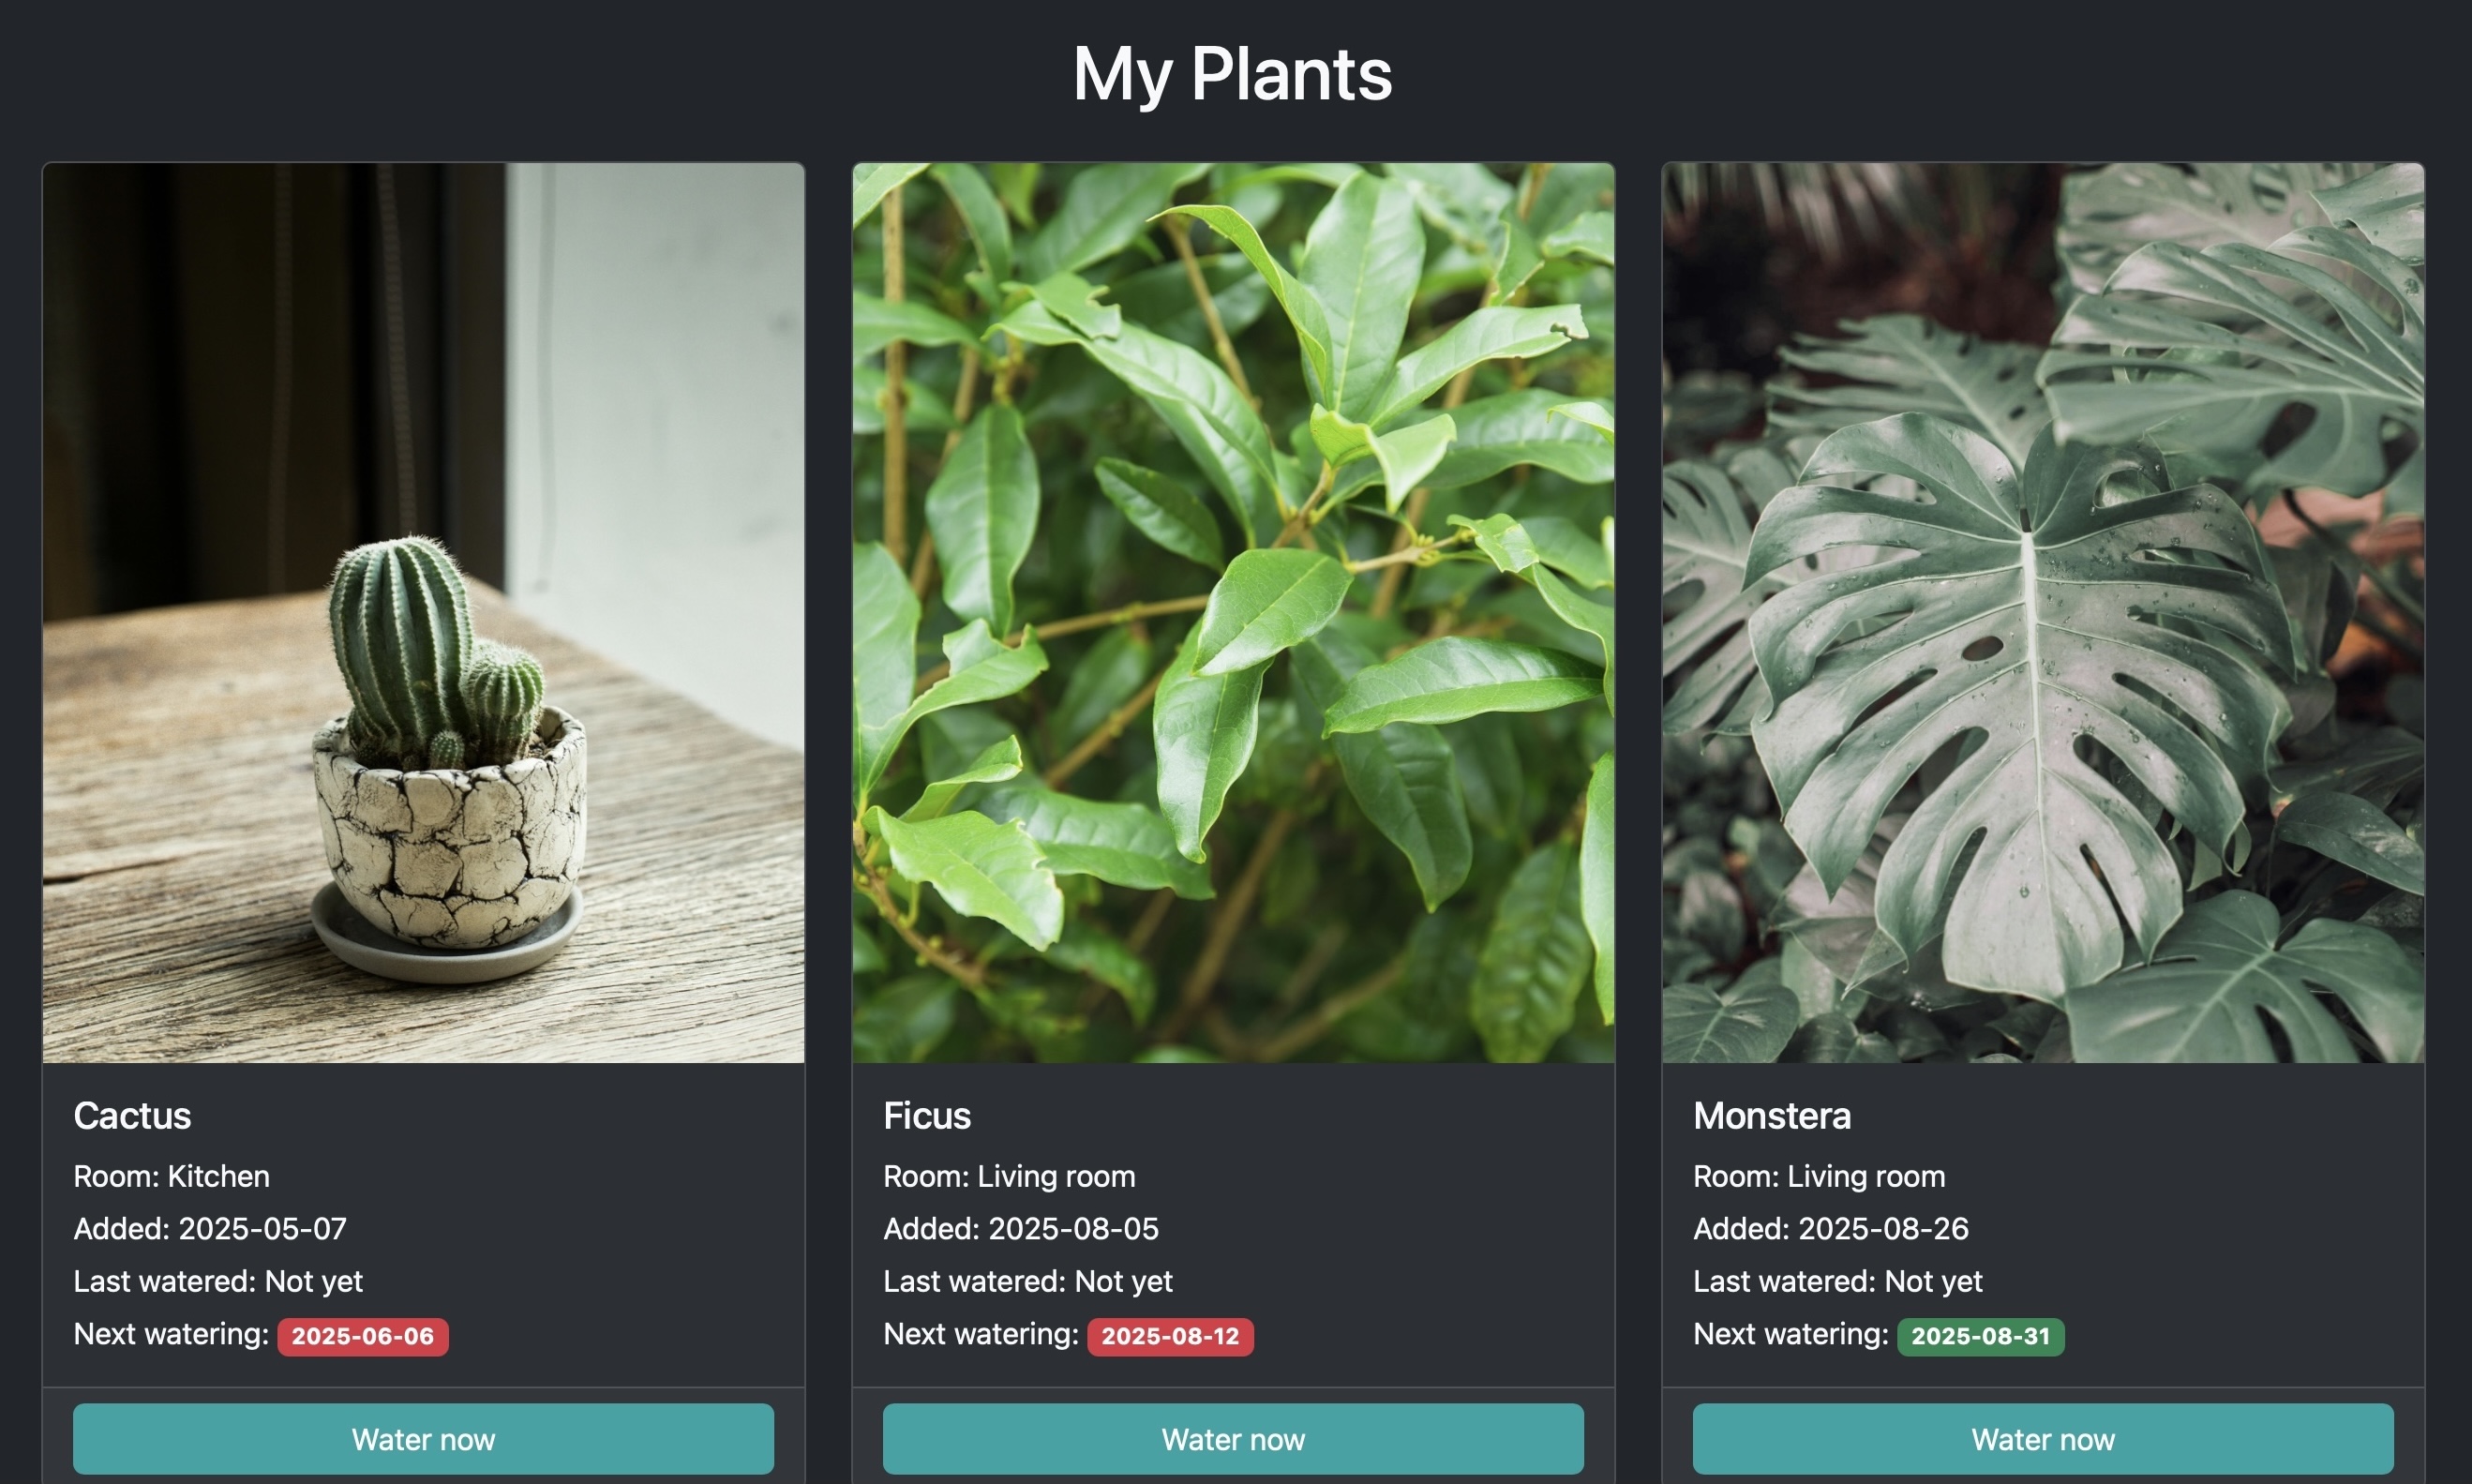 My Plants
Cactus
Room: Kitchen
Added: 2025-05-07
Last watered: Not yet
Next watering: 2025-06-06
Water now
Ficus
Room: Living room
Added: 2025-08-05
Last watered: Not yet
Next watering: 2025-08-12
Water now
Monstera
Room: Living room
Added: 2025-08-26
Last watered: Not yet
Next watering: 2025-08-31
Water now